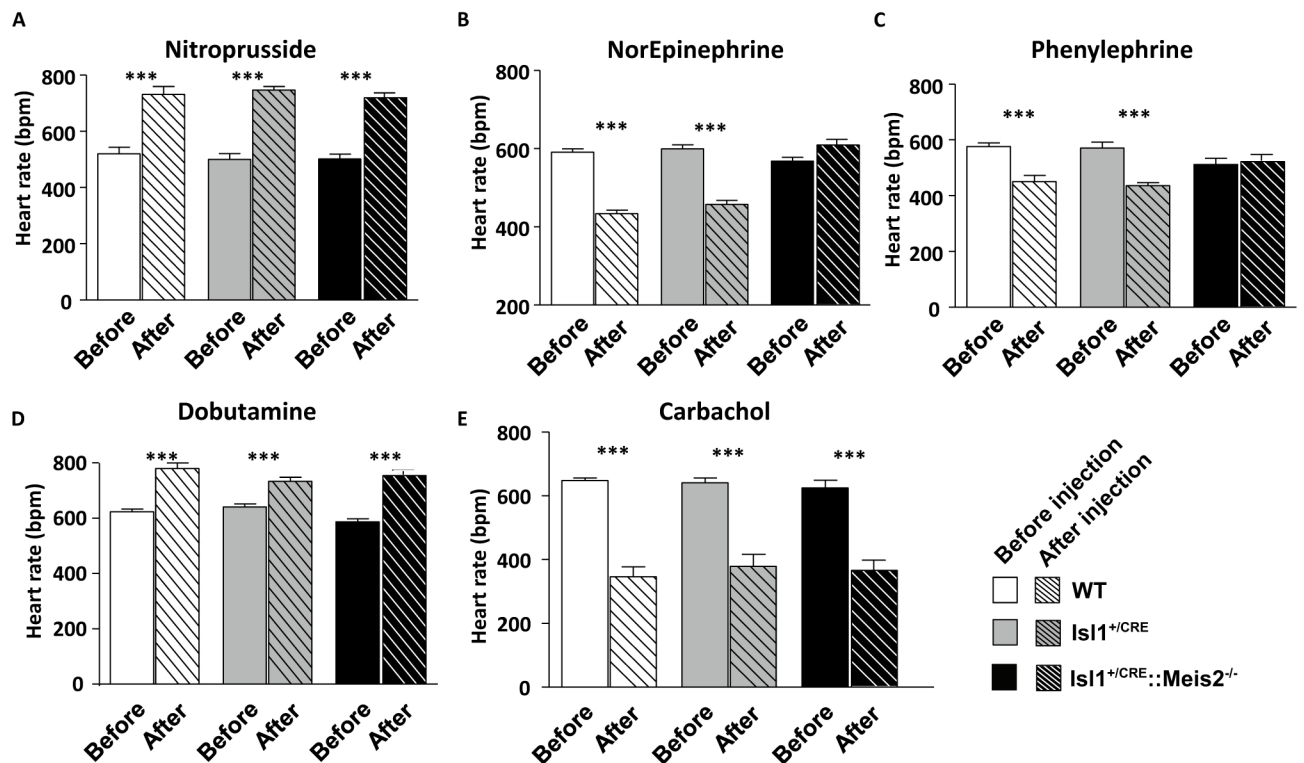 A
Nitroprusside
Heart rate (bpm)
800
600
400
200
0
***
***
***
Before
After
Before
After
Before
After
B
NorEpinephrine
Heart rate (bpm)
800
600
400
200
***
***
Before
After
Before
After
Before
After
C
Phenylephrine
Heart rate (bpm)
800
600
400
200
0
***
***
Before
After
Before
After
Before
After
D
Dobutamine
Heart rate (bpm)
800
600
400
200
0
***
***
***
Before
After
Before
After
Before
After
E
Carbachol
Heart rate (bpm)
800
600
400
200
0
***
***
***
Before
After
Before
After
Before
After
Before injection
After injection
WT
Isl1+/CRE
Isl1+/CRE::Meis2-/-